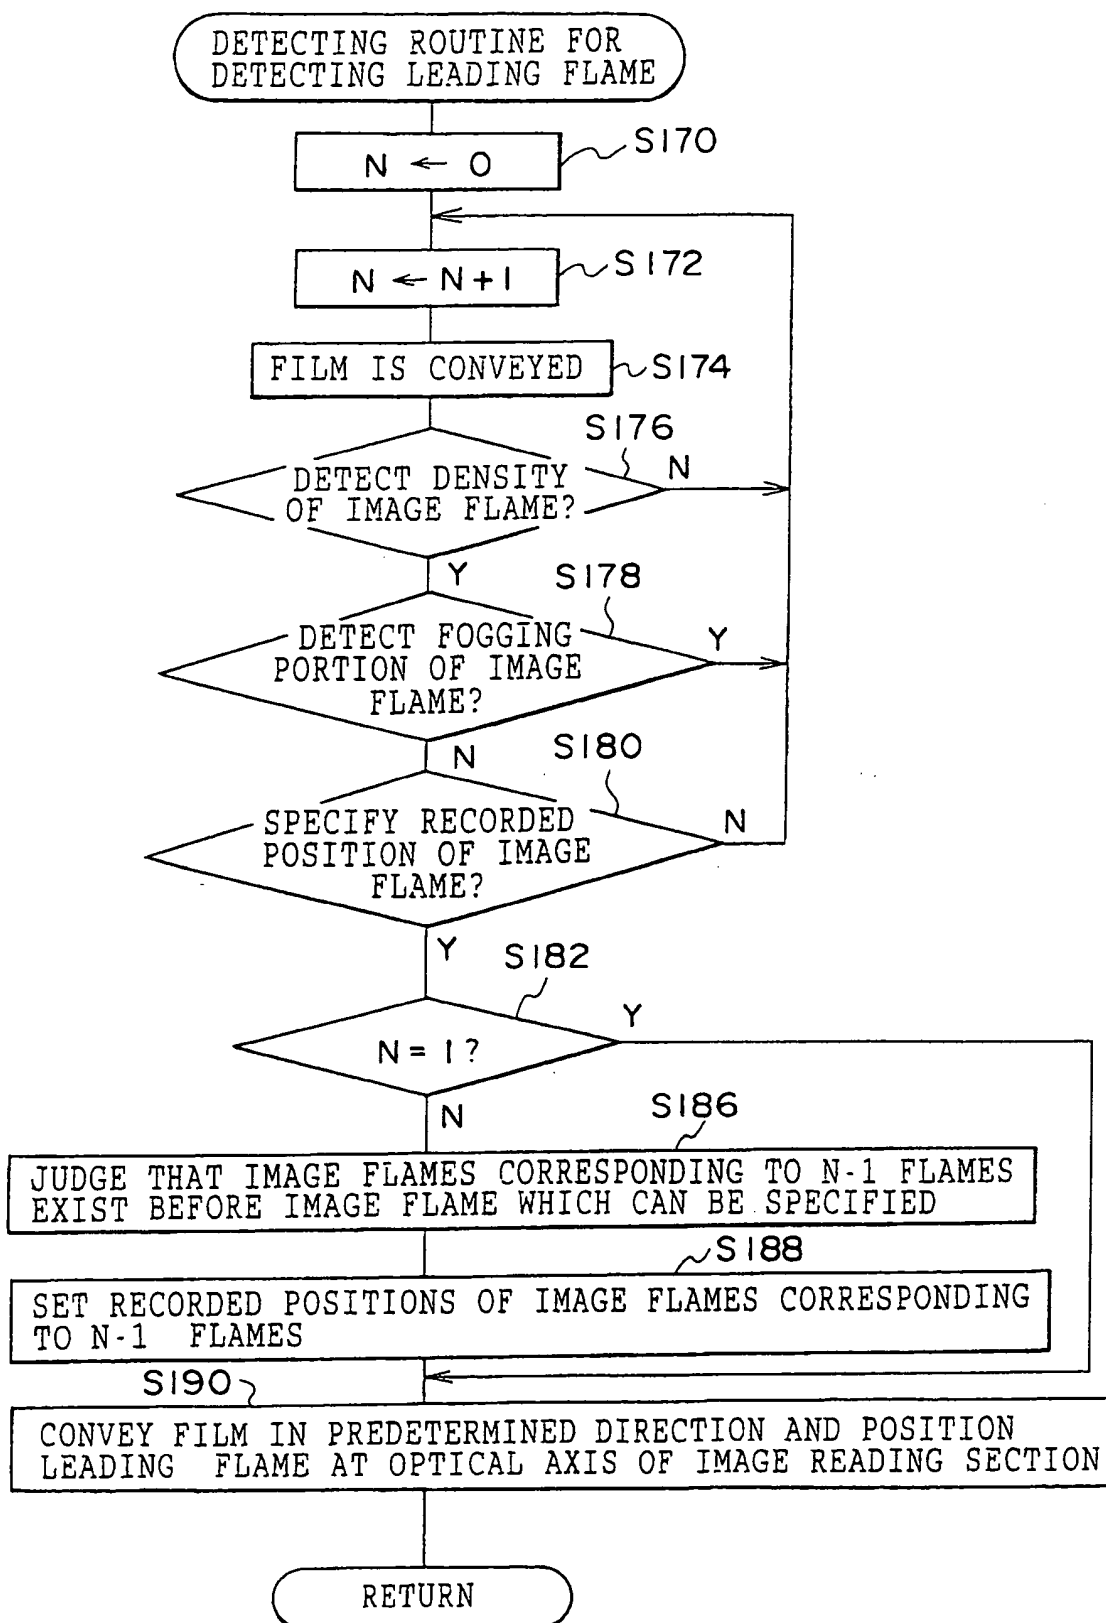 DETECTING ROUTINE FOR
DETECTING LEADING FLAME
S170
N ← 0
S172
N ← N+1
FILM IS CONVEYED
S174
S176
DETECT DENSITY
OF IMAGE FLAME?
N
Y
S178
DETECT FOGGING
PORTION OF IMAGE
FLAME?
Y
N
S180
SPECIFY RECORDED
POSITION OF IMAGE
FLAME?
N
Y
S182
N = 1 ?
Y
N
S186
JUDGE THAT IMAGE FLAMES CORRESPONDING TO N-1 FLAMES
EXIST BEFORE IMAGE FLAME WHICH CAN BE SPECIFIED
S188
SET RECORDED POSITIONS OF IMAGE FLAMES CORRESPONDING
TO N-1 FLAMES
S190
CONVEY FILM IN PREDETERMINED DIRECTION AND POSITION
LEADING FLAME AT OPTICAL AXIS OF IMAGE READING SECTION
RETURN